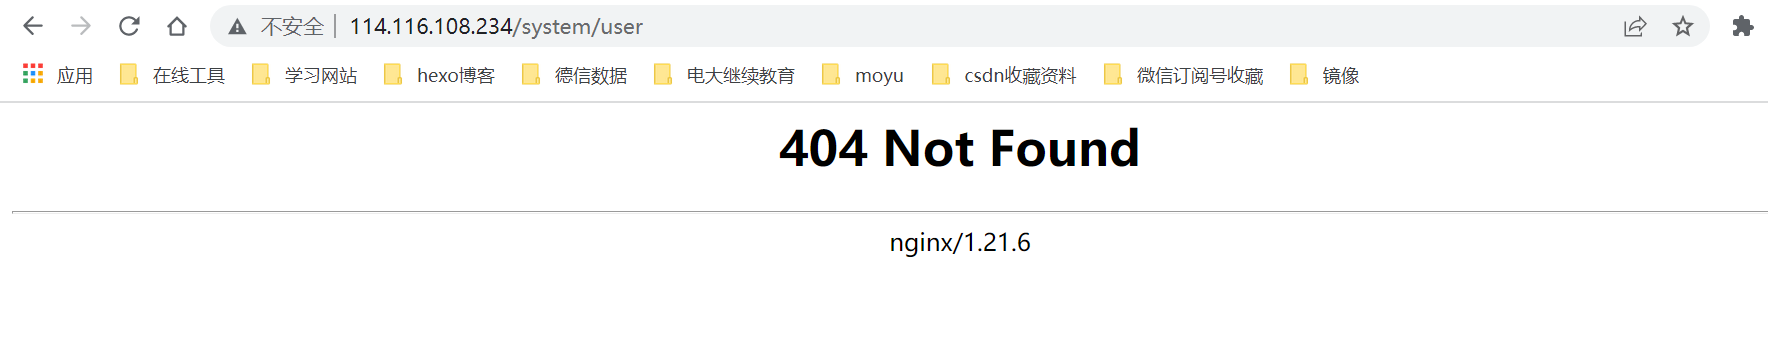 不安全 | 114.116.108.234/system/user
应用 在线工具 学习网站 hexo博客 德信数据 电大继续教育 moyu csdn收藏资料 微信订阅号收藏 镜像
404 Not Found
nginx/1.21.6